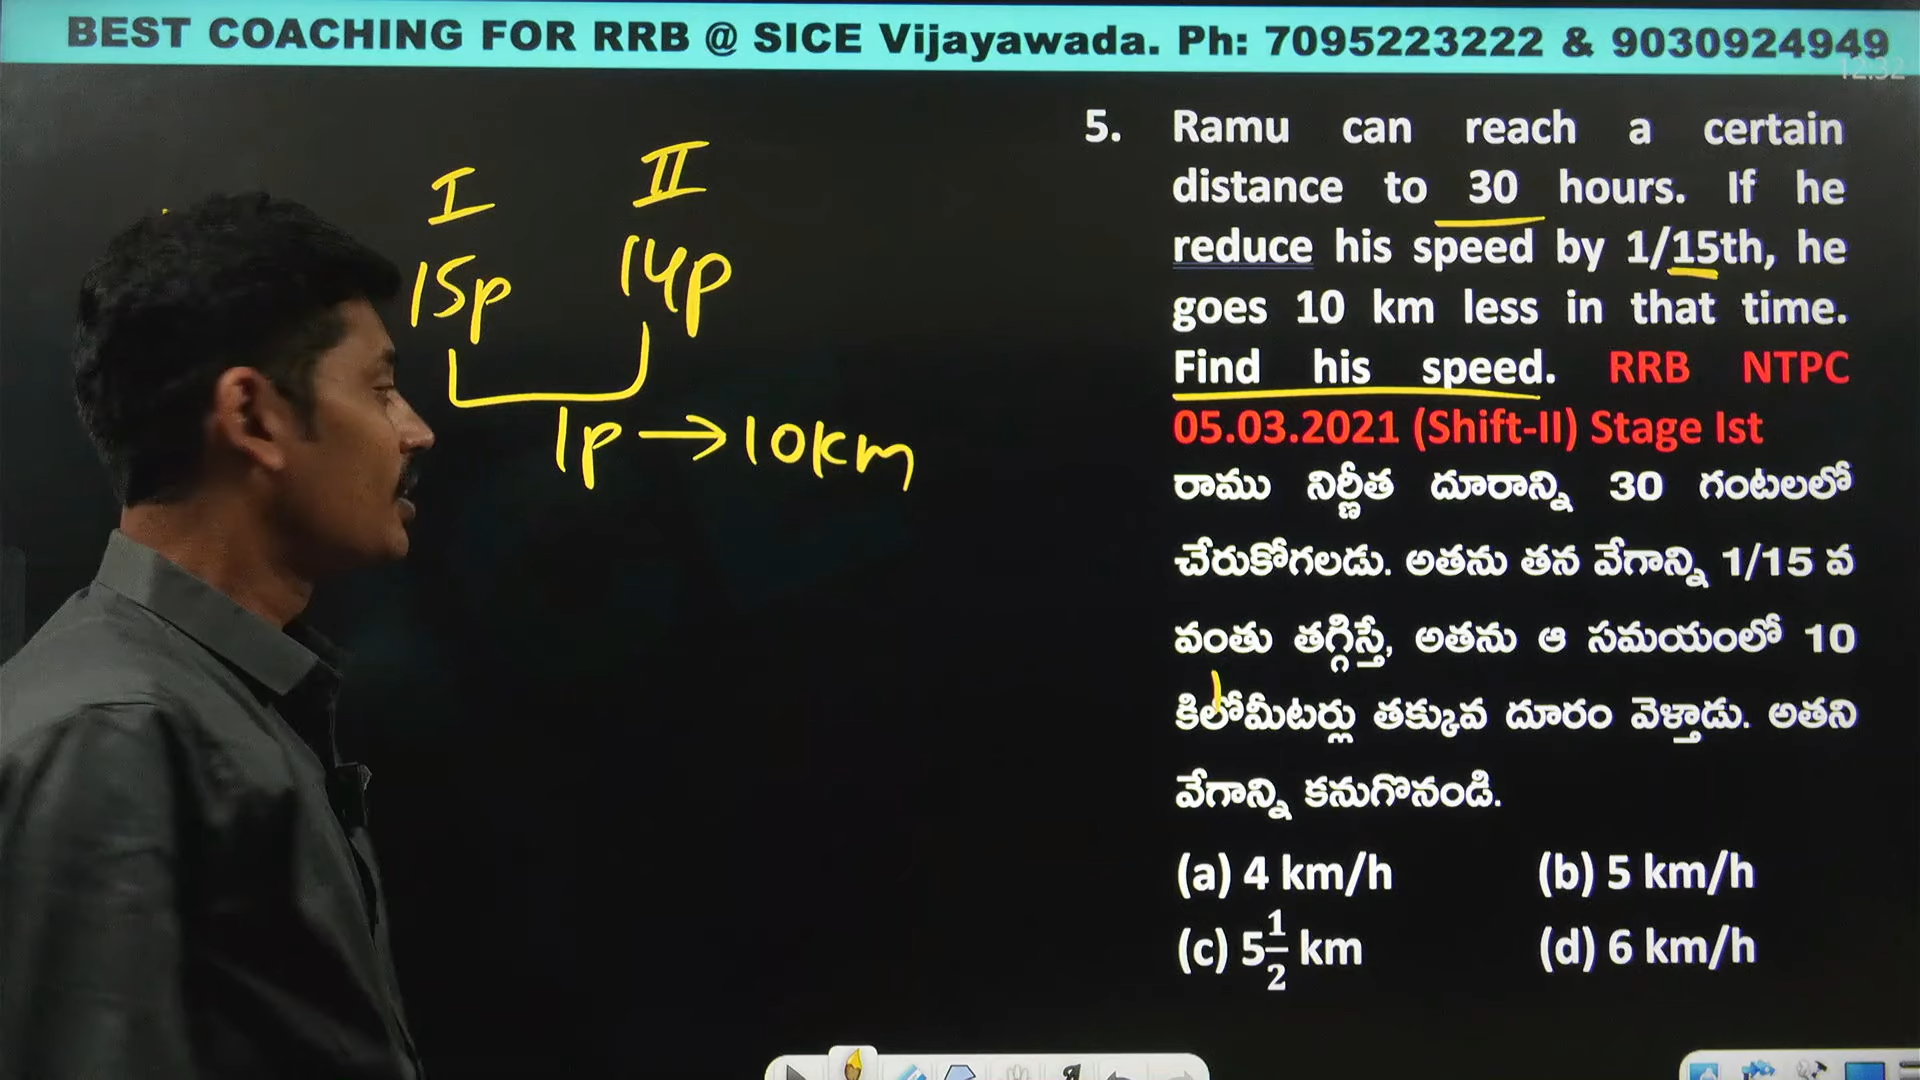 BEST COACHING FOR RRB @ SICE Vijayawada. Ph: 7095223222 & 9030924949
12:32
I II
15p 14p
1p → 10km
5. Ramu can reach a certain
distance to 30 hours. If he
reduce his speed by 1/15th, he
goes 10 km less in that time.
Find his speed. RRB NTPC
05.03.2021 (Shift-II) Stage Ist
రాము నిర్ణీత దూరాన్ని 30 గంటలలో
చేరుకోగలడు. అతను తన వేగాన్ని 1/15 వ
వంతు తగ్గిస్తే, అతను ఆ సమయంలో 10
కిలోమీటర్లు తక్కువ దూరం వెళ్తాడు. అతని
వేగాన్ని కనుగొనండి.
(a) 4 km/h (b) 5 km/h
(c) 5 1/2 km (d) 6 km/h